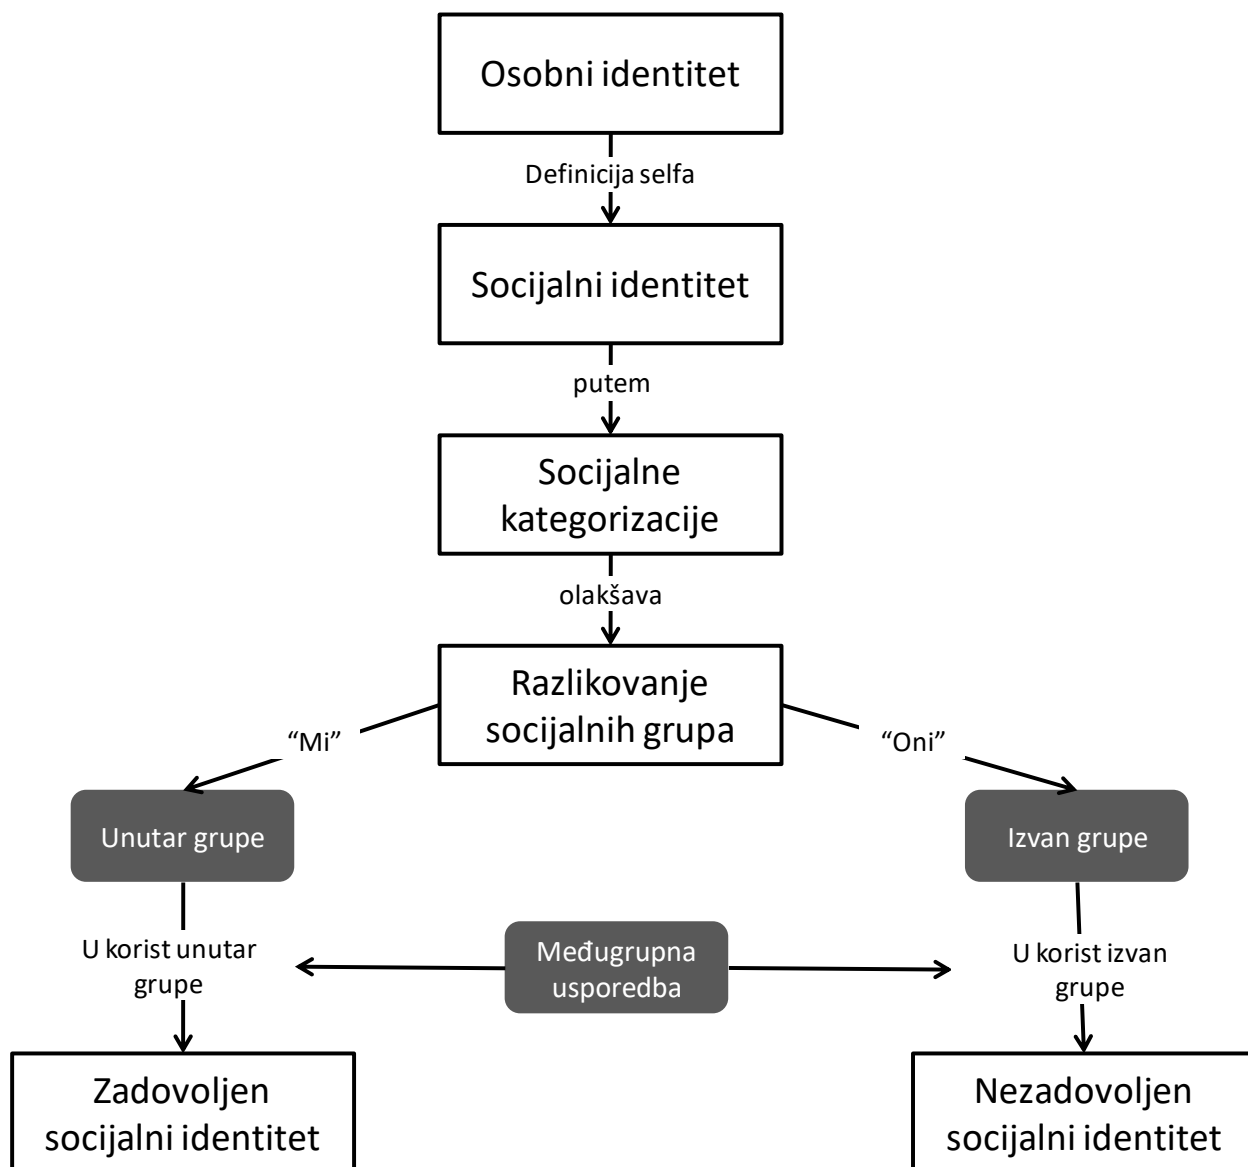 Osobni identitet
Definicija selfa
Socijalni identitet
putem
Socijalne
kategorizacije
olakšava
Razlikovanje
socijalnih grupa
“Mi”
“Oni”
Unutar grupe
Izvan grupe
U korist unutar
grupe
Međugrupna
usporedba
U korist izvan
grupe
Zadovoljen
socijalni identitet
Nezadovoljen
socijalni identitet